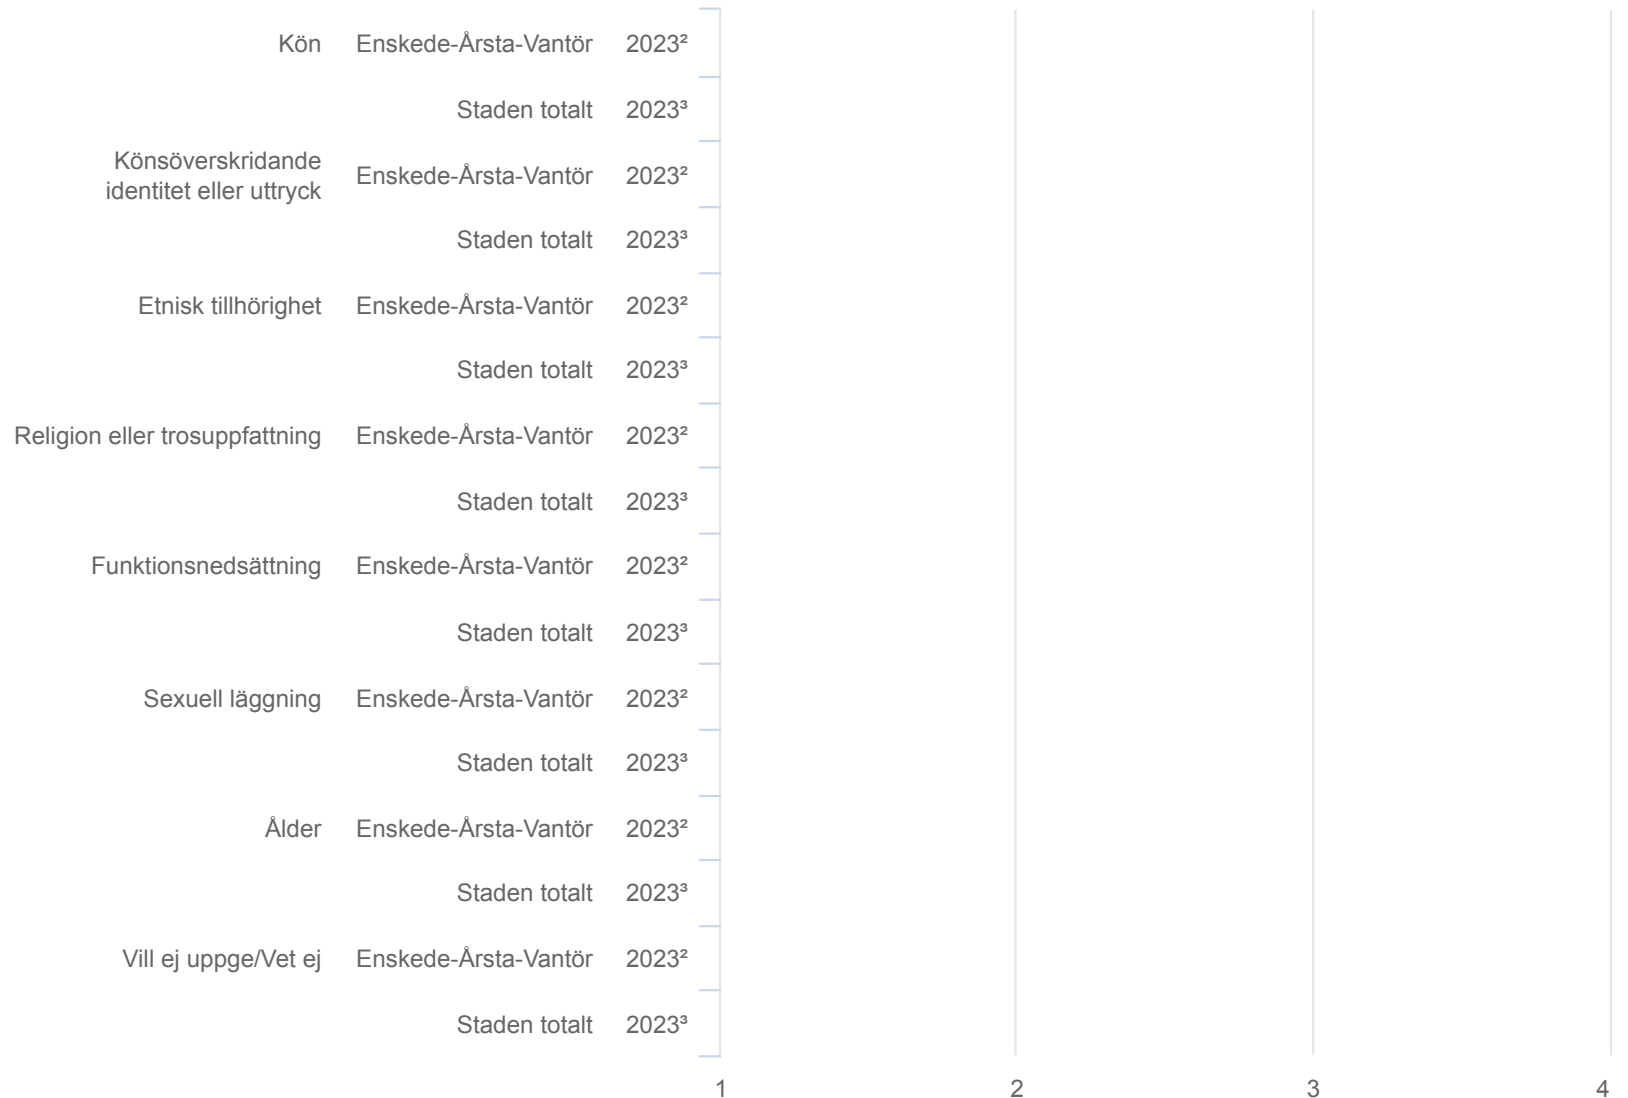 Kön Enskede-Årsta-Vantör 2023²
Staden totalt 2023³
Könsöverskridande
identitet eller uttryck Enskede-Årsta-Vantör 2023²
Staden totalt 2023³
Etnisk tillhörighet Enskede-Årsta-Vantör 2023²
Staden totalt 2023³
Religion eller trosuppfattning Enskede-Årsta-Vantör 2023²
Staden totalt 2023³
Funktionsnedsättning Enskede-Årsta-Vantör 2023²
Staden totalt 2023³
Sexuell läggning Enskede-Årsta-Vantör 2023²
Staden totalt 2023³
Ålder Enskede-Årsta-Vantör 2023²
Staden totalt 2023³
Vill ej uppge/Vet ej Enskede-Årsta-Vantör 2023²
Staden totalt 2023³
1 2 3 4